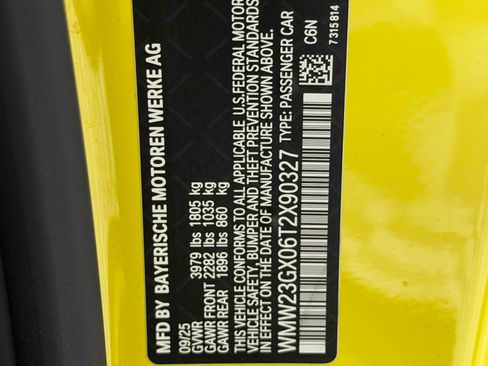 MFD BY BAYERISCHE MOTOREN WERKE AG
09/25
GVWR 3979 lbs 1805 kg
GAWR FRONT 2282 lbs 1035 kg
GAWR REAR 1896 lbs 860 kg
THIS VEHICLE CONFORMS TO ALL APPLICABLE U.S. FEDERAL MOTOR
VEHICLE SAFETY, BUMPER AND THEFT PREVENTION STANDARDS
IN EFFECT ON THE DATE OF MANUFACTURE SHOWN ABOVE.
WMW23GX06T2X90327 TYPE: PASSENGER CAR
C6N
7315814